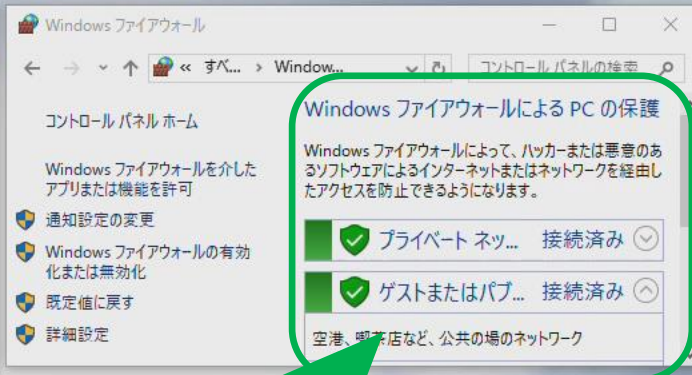 Windows ファイアウォール
« すべ... › Window...
コントロール パネルの検索
コントロール パネル ホーム
Windows ファイアウォールを介した
アプリまたは機能を許可
通知設定の変更
Windows ファイアウォールの有効
化または無効化
既定値に戻す
詳細設定
Windows ファイアウォールによる PC の保護
Windows ファイアウォールによって、ハッカーまたは悪意のあ
るソフトウェアによるインターネットまたはネットワークを経由し
たアクセスを防止できるようになります。
プライベート ネッ... 接続済み
ゲストまたはパブ... 接続済み
空港、喫茶店など、公共の場のネットワーク